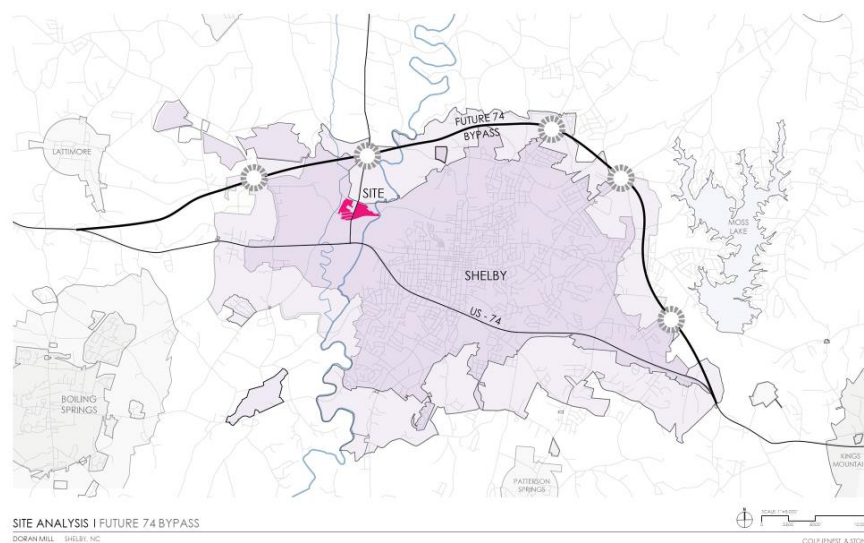 FUTURE 74
BYPASS
LATTIMORE
SITE
MOSS
LAKE
SHELBY
US - 74
BOILING
SPRINGS
PATTERSON
SPRINGS
KINGS
SITE ANALYSIS | FUTURE 74 BYPASS
DORAN MILL SHELBY, NC